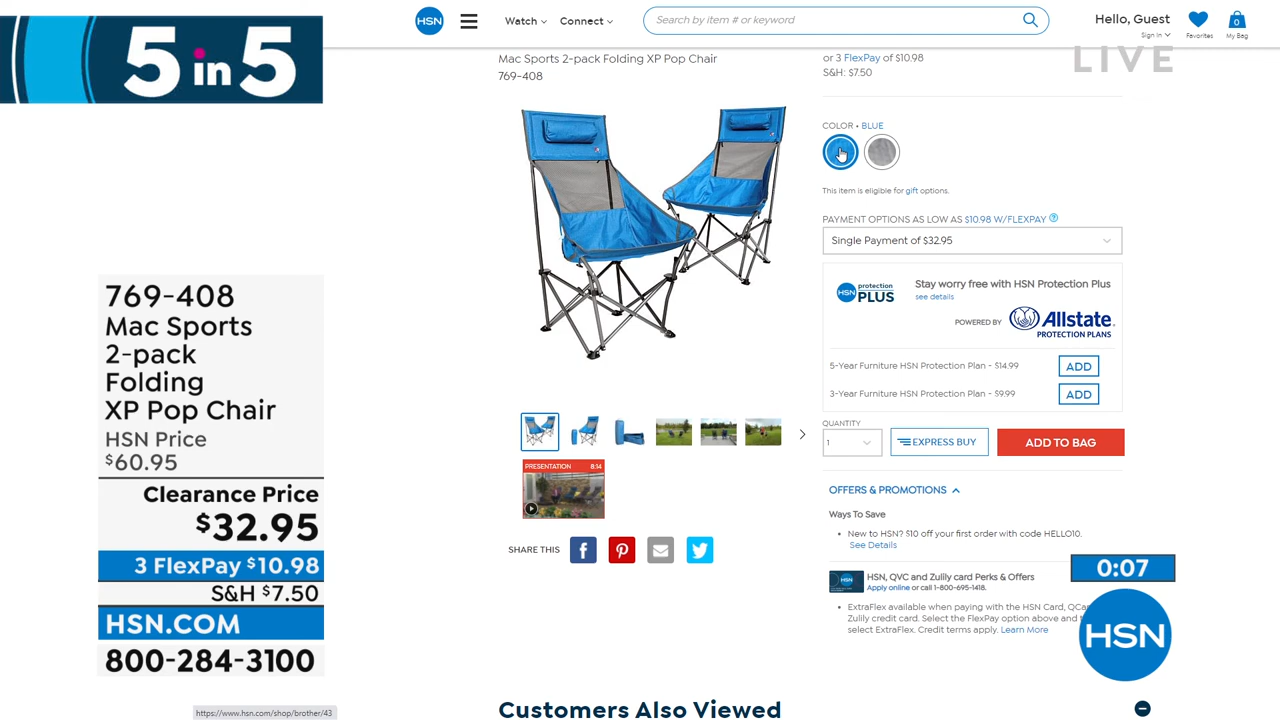 5 in 5
HSN
Watch
Connect
Search by item # or keyword
Hello, Guest
Sign In
Favorites
0
My Bag
LIVE
Mac Sports 2-pack Folding XP Pop Chair
769-408
or 3 FlexPay of $10.98
S&H: $7.50
COLOR • BLUE
This item is eligible for gift options.
PAYMENT OPTIONS AS LOW AS $10.98 W/FLEXPAY ?
Single Payment of $32.95
HSN protection PLUS
Stay worry free with HSN Protection Plus
see details
POWERED BY Allstate
PROTECTION PLANS
5-Year Furniture HSN Protection Plan - $14.99 ADD
3-Year Furniture HSN Protection Plan - $9.99 ADD
QUANTITY
1
EXPRESS BUY
ADD TO BAG
PRESENTATION 8:14
SHARE THIS
OFFERS & PROMOTIONS
Ways To Save
New to HSN? $10 off your first order with code HELLO10.
See Details
HSN, QVC and Zulily card Perks & Offers
Apply online or call 1-800-695-1418.
ExtraFlex available when paying with the HSN Card, QCar
Zulily credit card. Select the FlexPay option above and
select ExtraFlex. Credit terms apply. Learn More
769-408
Mac Sports
2-pack
Folding
XP Pop Chair
HSN Price
$60.95
Clearance Price
$32.95
3 FlexPay $10.98
S&H $7.50
HSN.COM
800-284-3100
0:07
HSN
Customers Also Viewed
https://www.hsn.com/shop/brother/43